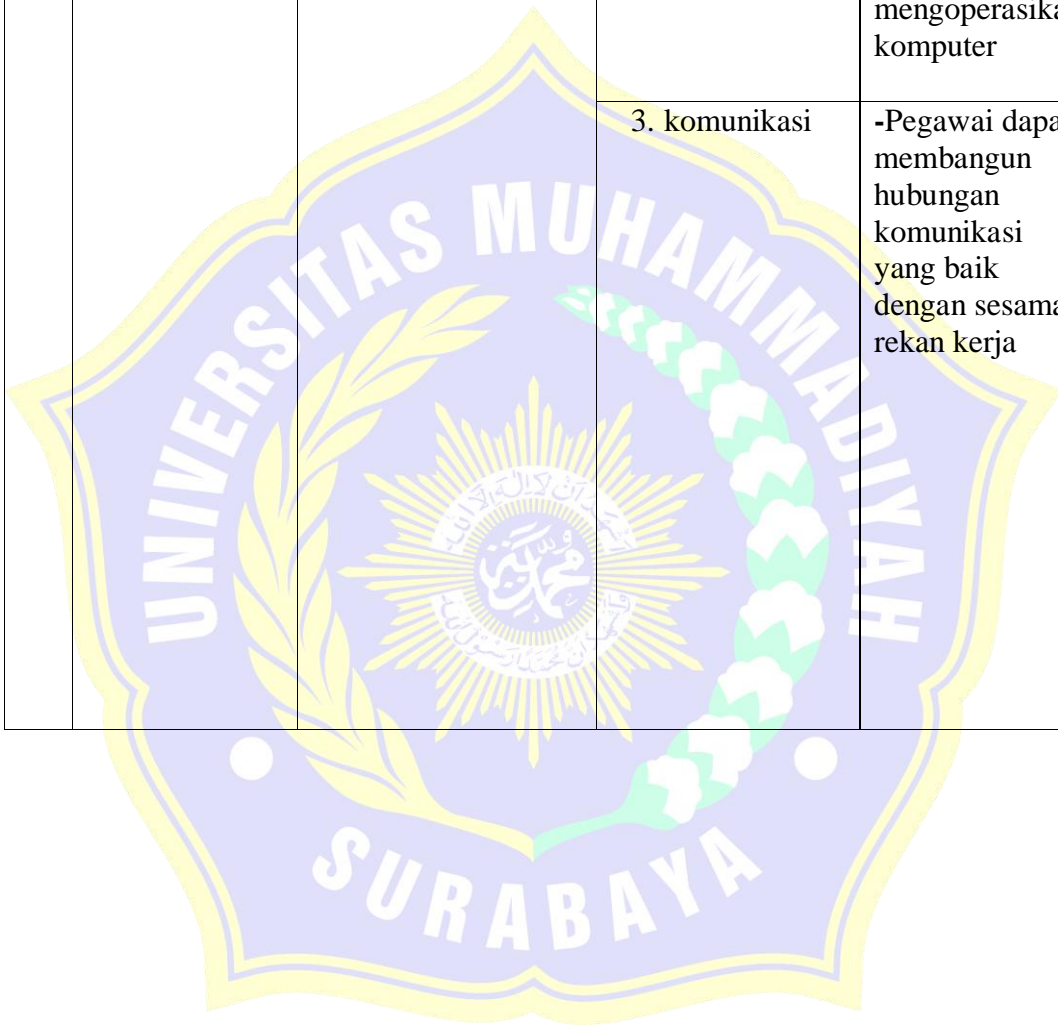 mengoperasika
komputer
3. komunikasi
-Pegawai dapa
membangun
hubungan
komunikasi
yang baik
dengan sesama
rekan kerja
UNIVERSITAS MUHAMMADIYAH
SURABAYA